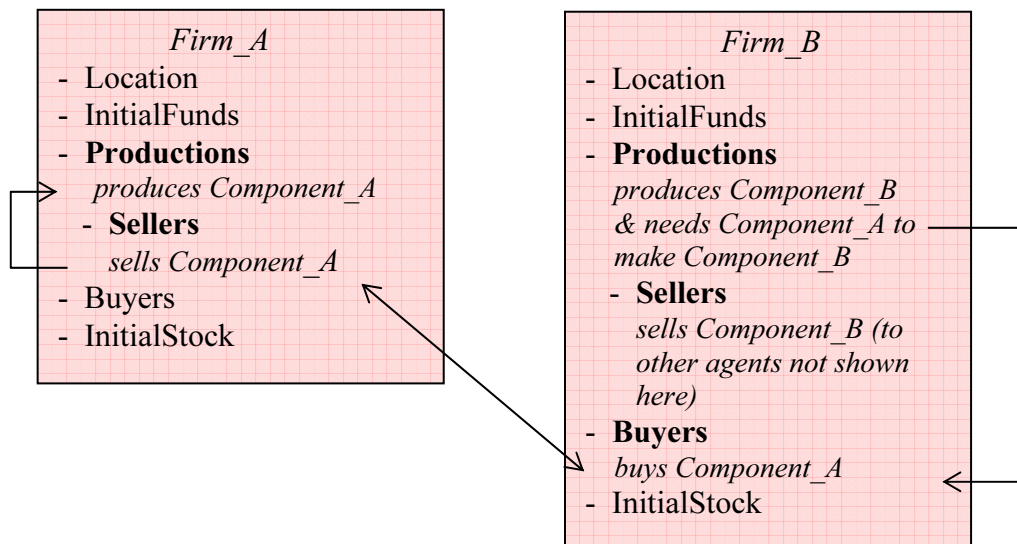 Firm_A
- Location
- InitialFunds
- Productions
produces Component_A
- Sellers
sells Component_A
- Buyers
- InitialStock
Firm_B
- Location
- InitialFunds
- Productions
produces Component_B
& needs Component_A to
make Component_B
- Sellers
sells Component_B (to
other agents not shown
here)
- Buyers
buys Component_A
- InitialStock